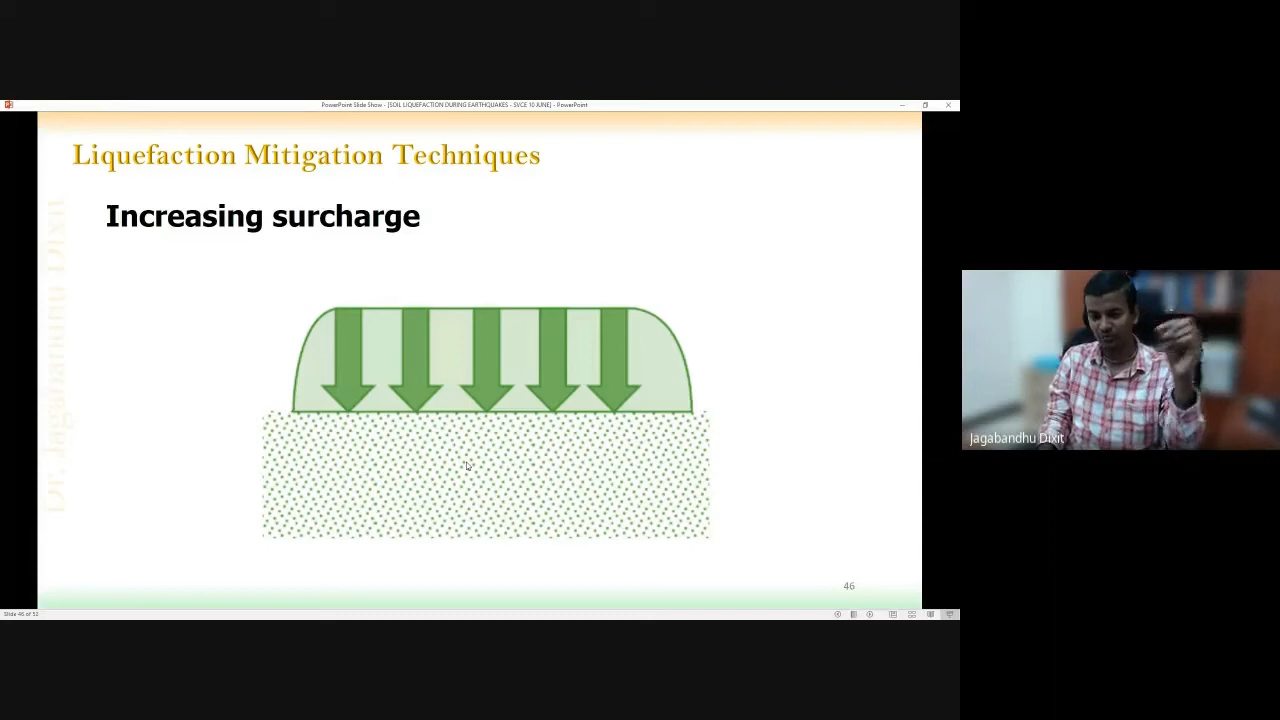 PowerPoint Slide Show - [SOIL LIQUEFACTION DURING EARTHQUAKES - SVCE 10 JUNE] - PowerPoint
Liquefaction Mitigation Techniques
Increasing surcharge
Dr. Jagabandhu Dixit
46
Slide 46 of 52
Jagabandhu Dixit